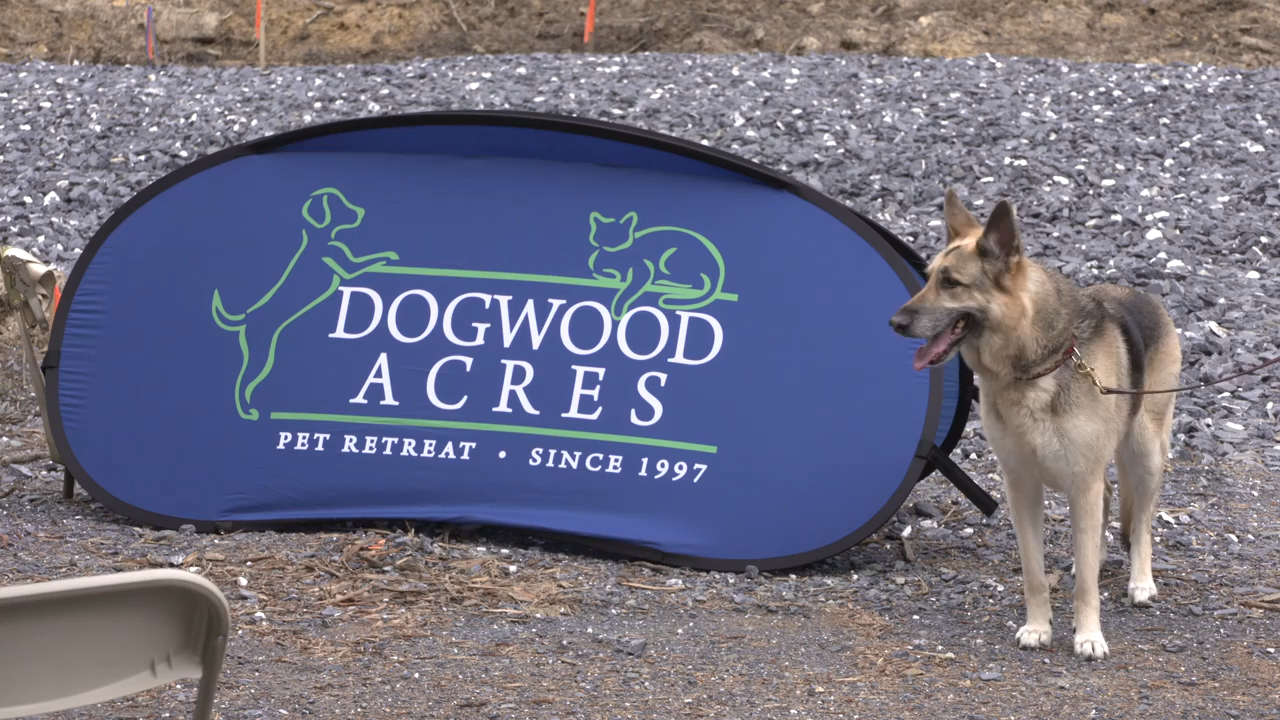 DOGWOOD
ACRES
PET RETREAT • SINCE 1997